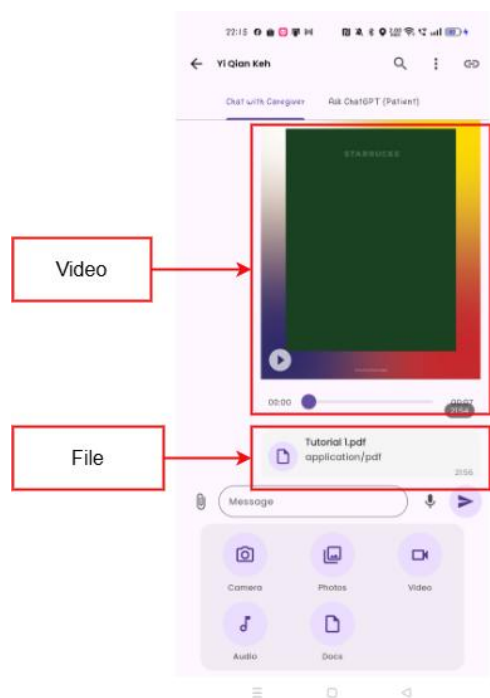 22:15
Yi Qian Keh
Chat with Caregiver Ask ChatGPT (Patient)
STARBUCKS
Video
00:00 00:07
21:54
File
Tutorial 1.pdf
application/pdf
21:56
Message
Camera Photos Video
Audio Docs